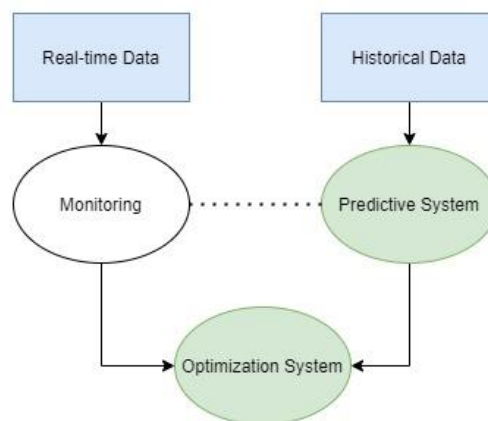 Real-time Data
Historical Data
Monitoring
Predictive System
Optimization System